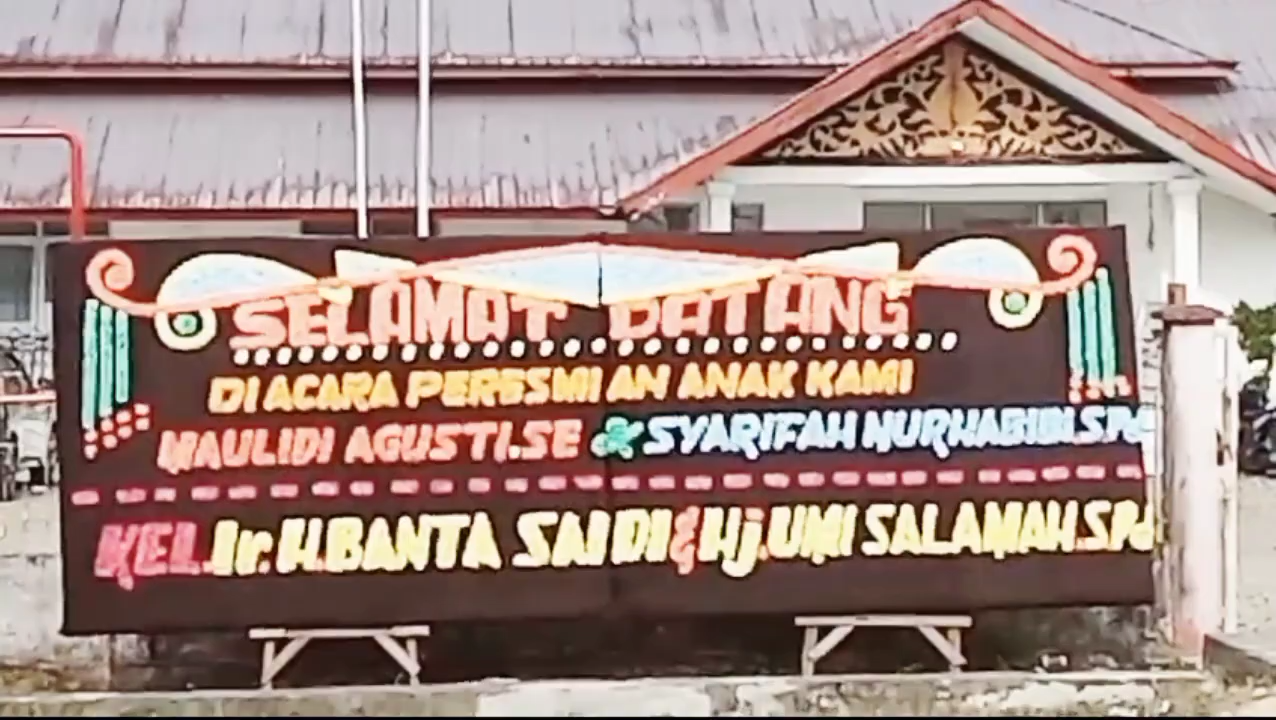 SELAMAT DATANG
DI ACARA PERESMIAN ANAK KAMI
MAULIDI AGUSTI.SE & SYARIFAH NURHABIBI.S.Pd
KEL. Ir. H. BANTA SAIDI & Hj. UMI SALAMAH.S.Pd